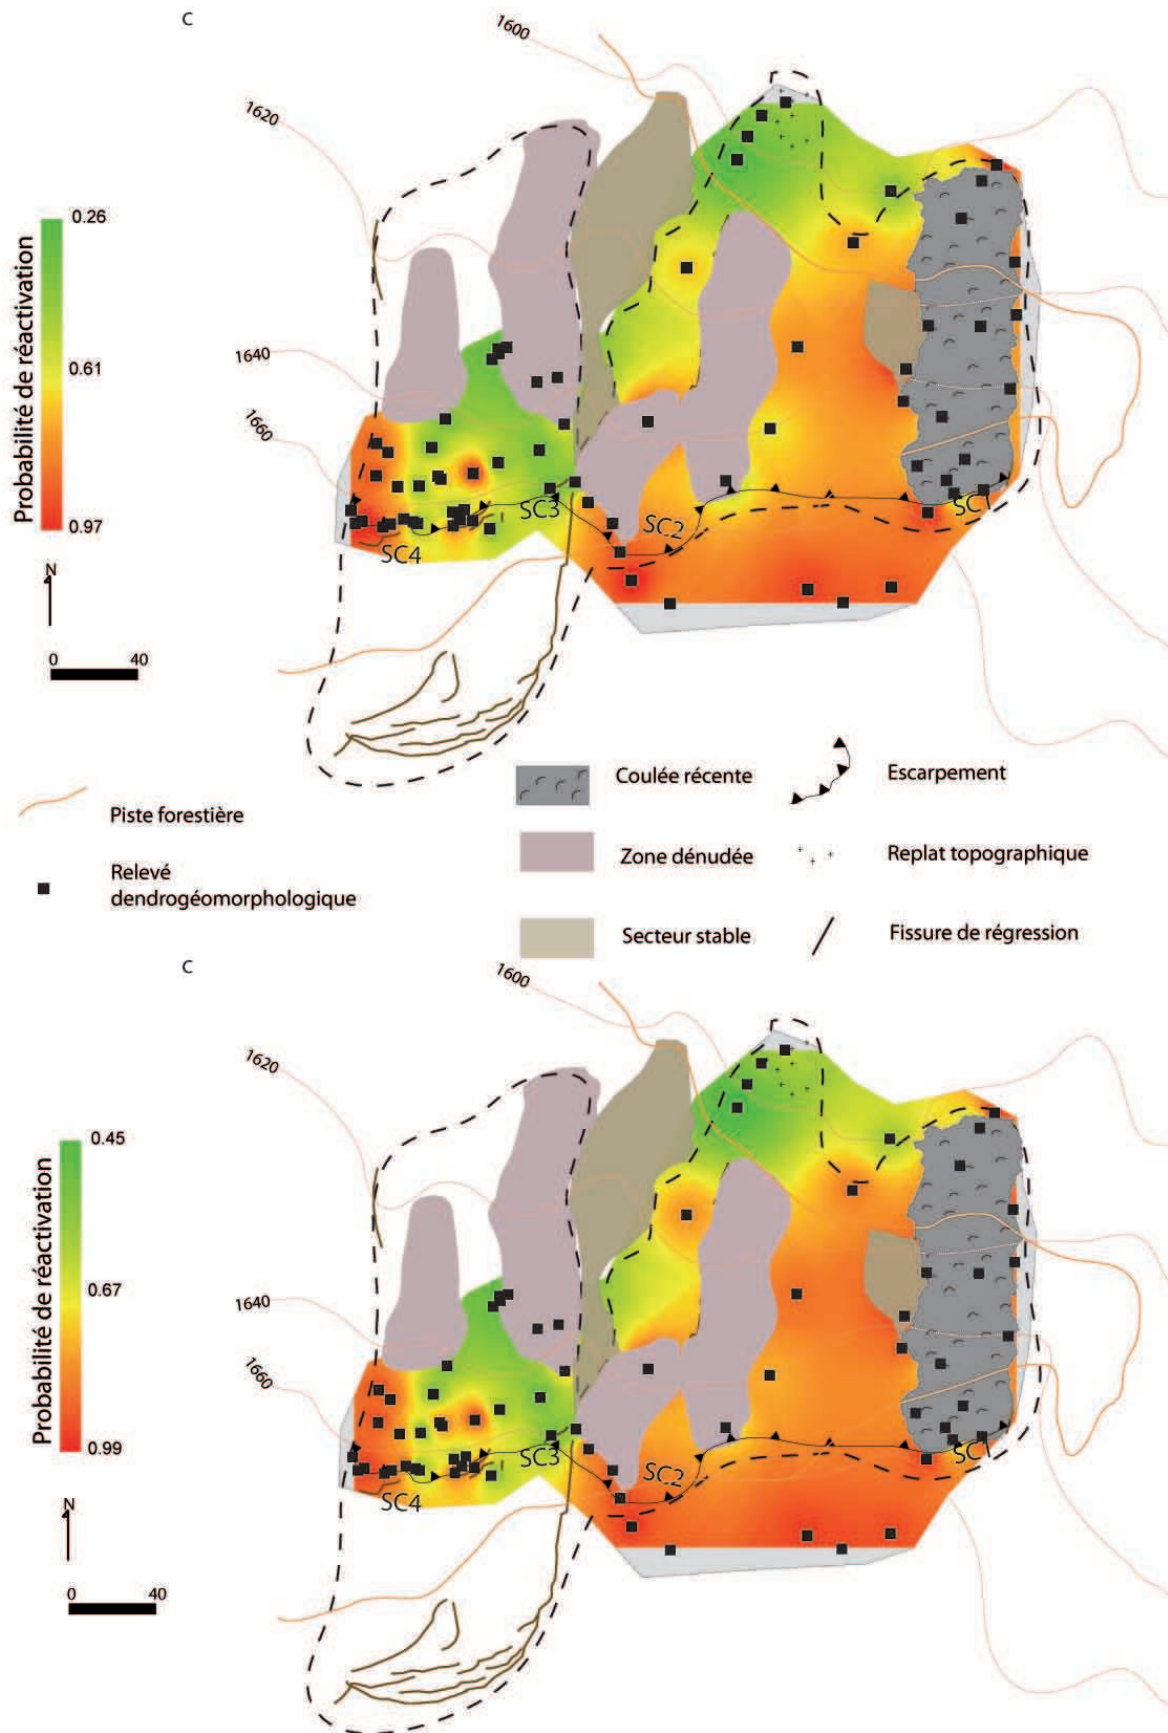 C
1600
1620
0.26
Probabilité de réactivation
0.61
1640
1660
0.97
SC3
SC1
SC2
SC4
N
0 40
Coulée récente
Escarpement
Piste forestière
Zone dénudée
Replat topographique
Relevé
dendrogéomorphologique
Secteur stable
Fissure de régression
C
1600
1620
0.45
Probabilité de réactivation
0.67
1640
1660
0.99
SC3
SC1
SC2
SC4
N
0 40